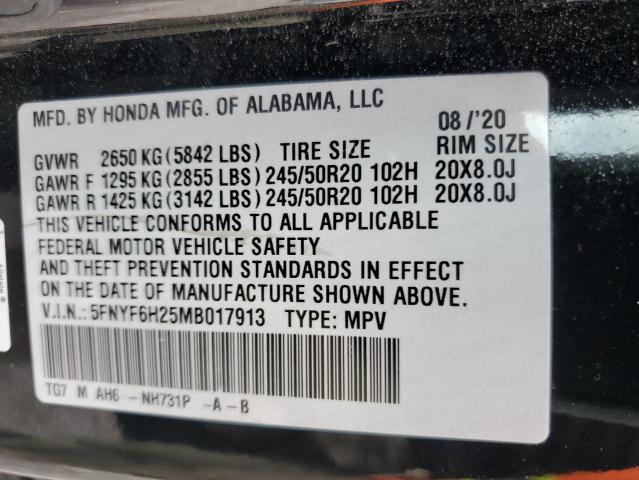 MFD. BY HONDA MFG. OF ALABAMA, LLC
08 /'20
GVWR 2650 KG (5842 LBS) TIRE SIZE RIM SIZE
GAWR F 1295 KG (2855 LBS) 245/50R20 102H 20X8.0J
GAWR R 1425 KG (3142 LBS) 245/50R20 102H 20X8.0J
THIS VEHICLE CONFORMS TO ALL APPLICABLE
FEDERAL MOTOR VEHICLE SAFETY
AND THEFT PREVENTION STANDARDS IN EFFECT
ON THE DATE OF MANUFACTURE SHOWN ABOVE.
V.I.N.: 5FNYF6H25MB017913 TYPE: MPV
TG7 M AH6 -NH731P -A-B